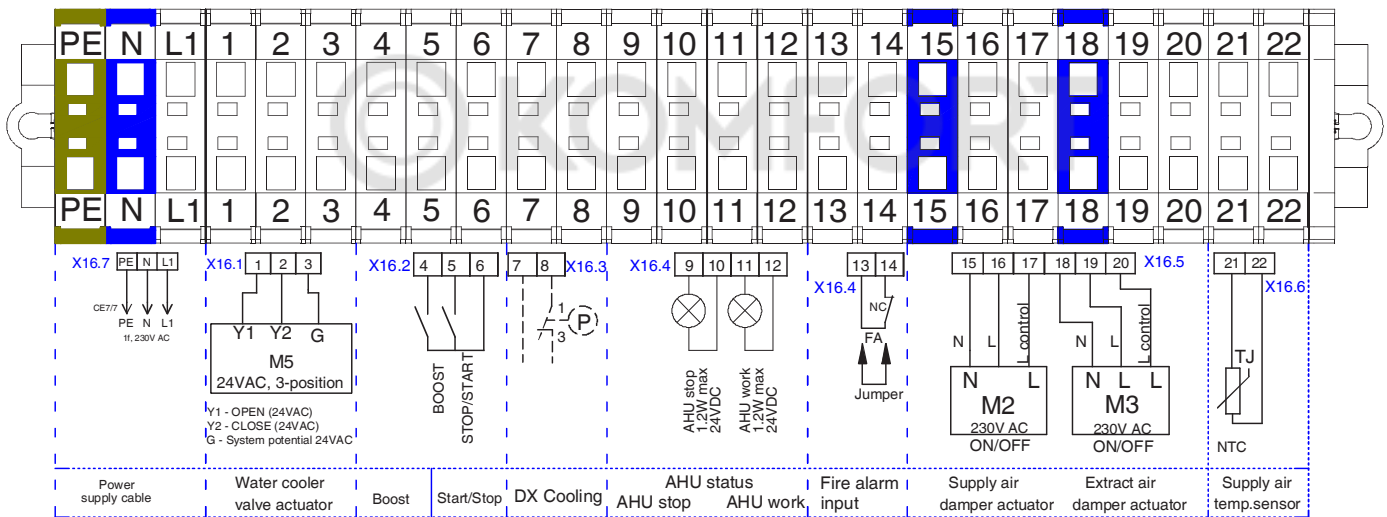 PE N L1 1 2 3 4 5 6 7 8 9 10 11 12 13 14 15 16 17 18 19 20 21 22
KOMFORT
PE N L1 1 2 3 4 5 6 7 8 9 10 11 12 13 14 15 16 17 18 19 20 21 22
X16.7 PE N L1
CE7/7
PE N L1
1f, 230V AC
X16.1 1 2 3
Y1 Y2 G
M5
24VAC, 3-position
Y1 - OPEN (24VAC)
Y2 - CLOSE (24VAC)
G - System potential 24VAC
X16.2 4 5 6
BOOST
STOP/START
7 8 X16.3
1
P
3
X16.4 9 10 11 12
AHU stop
1.2W max
24VDC
AHU work
1.2W max
24VDC
13 14
X16.4
NC
FA
Jumper
15 16 17 18 19 20 X16.5
N L L control
N L
M2
230V AC
ON/OFF
N L L control
N L L
M3
230V AC
ON/OFF
21 22
X16.6
TJ
NTC
Power
supply cable
Water cooler
valve actuator
Boost
Start/Stop
DX Cooling
AHU status
AHU stop AHU work
Fire alarm
input
Supply air
damper actuator
Extract air
damper actuator
Supply air
temp.sensor